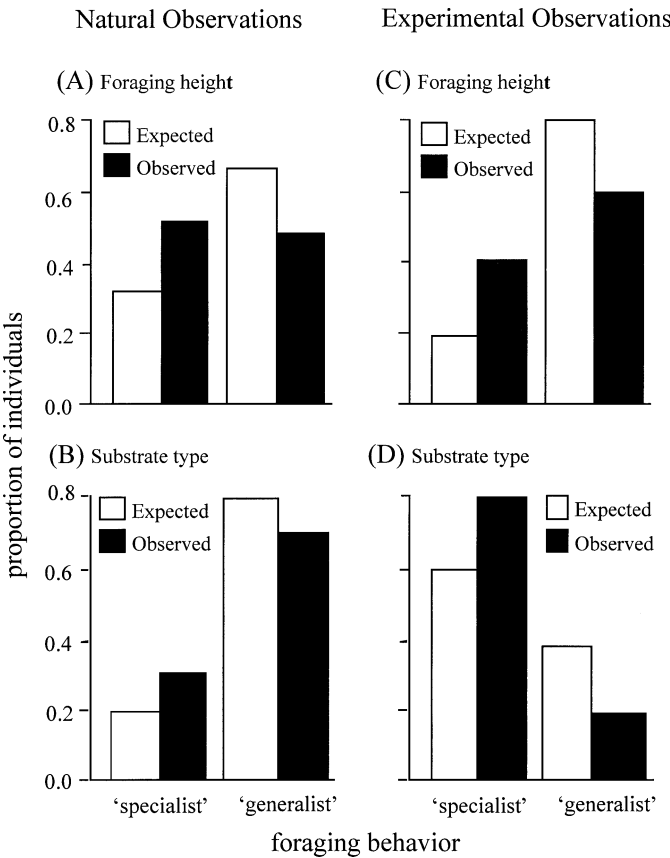 Natural Observations
Experimental Observations
(A) Foraging height
0.8
0.6
0.4
0.2
0.0
Expected
Observed
(C) Foraging height
Expected
Observed
(B) Substrate type
0.8
0.6
0.4
0.2
0.0
Expected
Observed
'specialist' 'generalist'
(D) Substrate type
Expected
Observed
'specialist' 'generalist'
proportion of individuals
foraging behavior